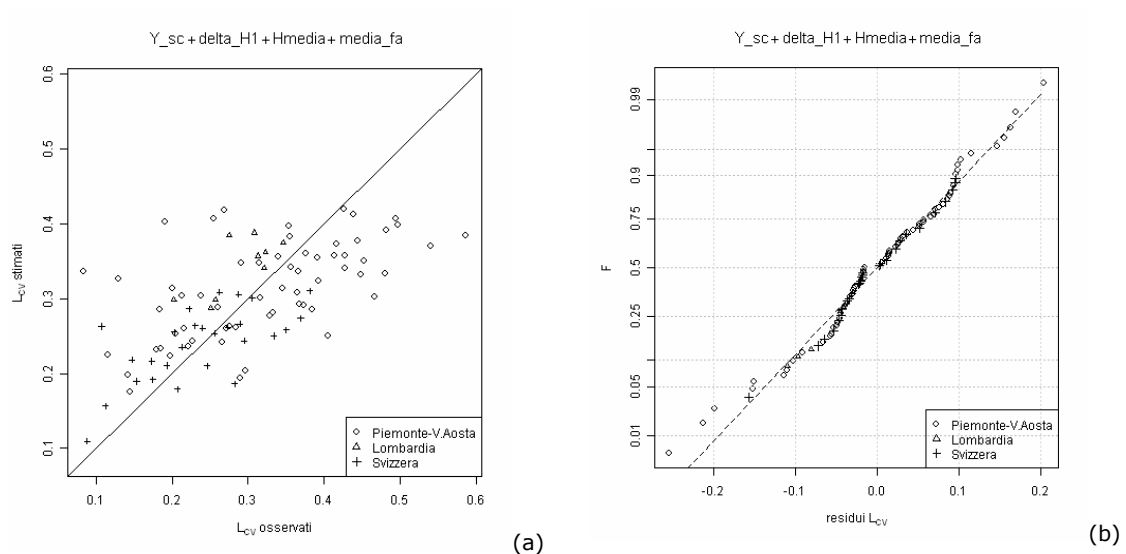 Y_sc + delta_H1 + Hmedia + media_fa
L_CV stimati
0.6
0.5
0.4
0.3
0.2
0.1
0.1 0.2 0.3 0.4 0.5 0.6
L_CV osservati
Piemonte-V.Aosta
Lombardia
Svizzera
(a)
Y_sc + delta_H1 + Hmedia + media_fa
F
0.99
0.9
0.75
0.5
0.25
0.05
0.01
-0.2 -0.1 0.0 0.1 0.2
residui L_CV
Piemonte-V.Aosta
Lombardia
Svizzera
(b)